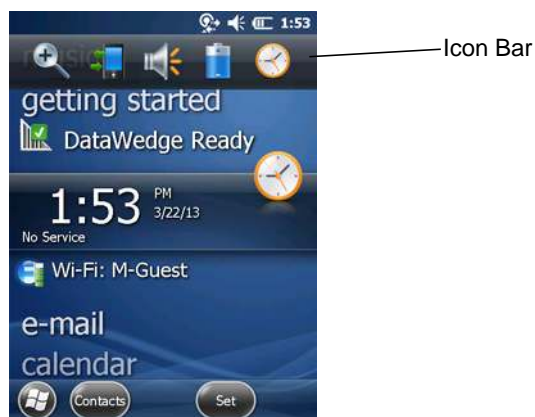 1:53
Icon Bar
music
getting started
DataWedge Ready
1:53 PM
3/22/13
No Service
Wi-Fi: M-Guest
e-mail
calendar
Contacts
Set